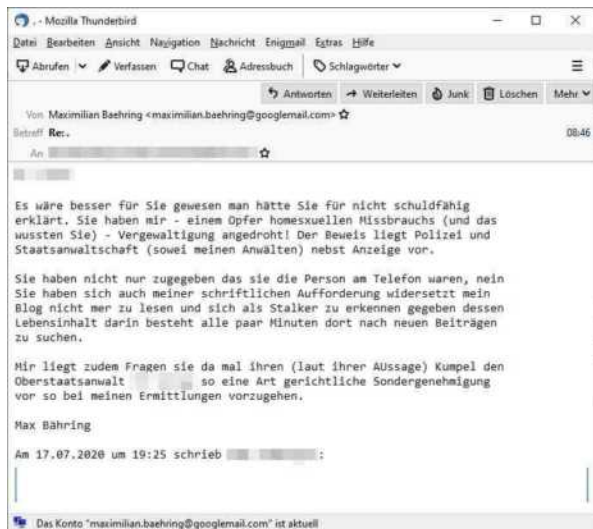 . - Mozilla Thunderbird
Datei Bearbeiten Ansicht Navigation Nachricht Enigmail Extras Hilfe
Abrufen Verfassen Chat Adressbuch Schlagwörter
Antworten Weiterleiten Junk Löschen Mehr
Von Maximilian Baehring <maximilian.baehring@googlemail.com>
Betreff Re:. 08:46
An
Es wäre besser für Sie gewesen man hätte Sie für nicht schuldfähig
erklärt. Sie haben mir - einem Opfer homesxuellen Missbrauchs (und das
wussten Sie) - Vergewaltigung angedroht! Der Beweis liegt Polizei und
Staatsanwaltschaft (sowei meinen Anwälten) nebst Anzeige vor.
Sie haben nicht nur zugegeben das sie die Person am Telefon waren, nein
Sie haben sich auch meiner schriftlichen Aufforderung widersetzt mein
Blog nicht mer zu lesen und sich als Stalker zu erkennen gegeben dessen
Lebensinhalt darin besteht alle paar Minuten dort nach neuen Beiträgen
zu suchen.
Mir liegt zudem Fragen sie da mal ihren (laut ihrer AUssage) Kumpel den
Oberstaatsanwalt so eine Art gerichtliche Sondergenehmigung
vor so bei meinen Ermittlungen vorzugehen.
Max Bähring
Am 17.07.2020 um 19:25 schrieb :
Das Konto "maximilian.baehring@googlemail.com" ist aktuell